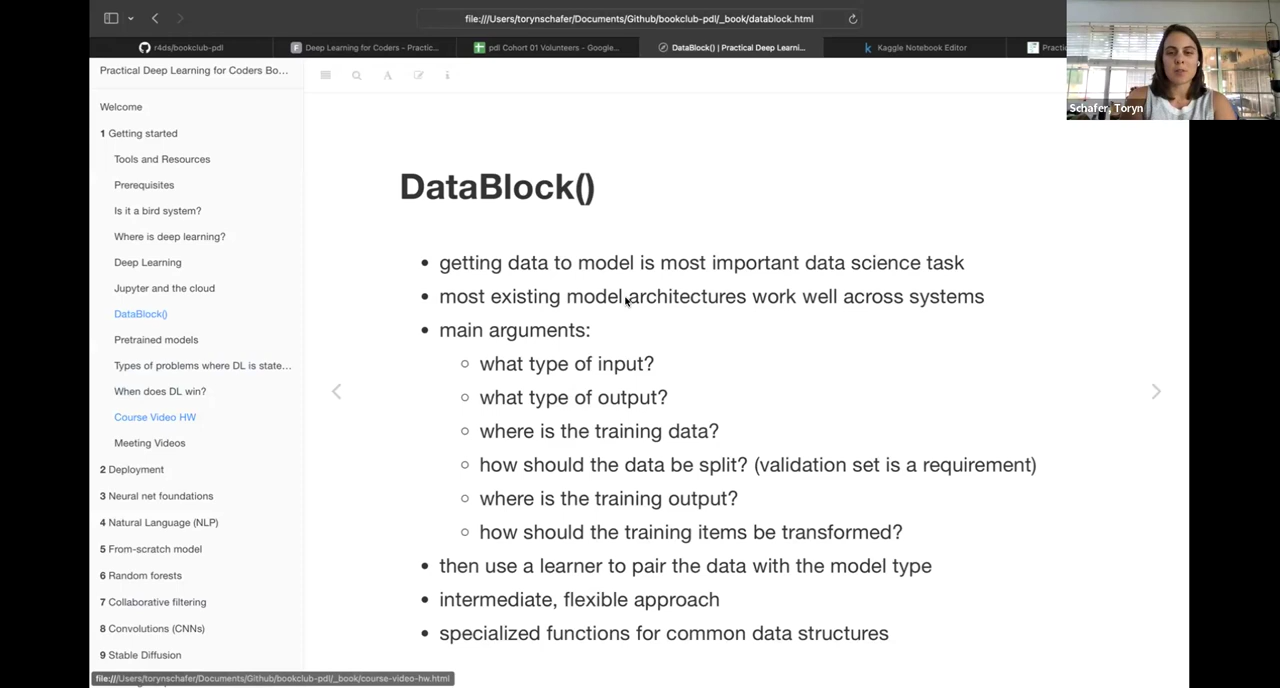 file:///Users/torynschafer/Documents/Github/bookclub-pdl/_book/datablock.html
r4ds/bookclub-pdl
Deep Learning for Coders - Practic...
pdl Cohort 01 Volunteers - Google...
DataBlock() | Practical Deep Learni...
Kaggle Notebook Editor
Practi
Schafer, Toryn
Practical Deep Learning for Coders Bo...
Welcome
1 Getting started
Tools and Resources
Prerequisites
Is it a bird system?
Where is deep learning?
Deep Learning
Jupyter and the cloud
DataBlock()
Pretrained models
Types of problems where DL is state...
When does DL win?
Course Video HW
Meeting Videos
2 Deployment
3 Neural net foundations
4 Natural Language (NLP)
5 From-scratch model
6 Random forests
7 Collaborative filtering
8 Convolutions (CNNs)
9 Stable Diffusion
file:///Users/torynschafer/Documents/Github/bookclub-pdl/_book/course-video-hw.html
DataBlock()
• getting data to model is most important data science task
• most existing model architectures work well across systems
• main arguments:
○ what type of input?
○ what type of output?
○ where is the training data?
○ how should the data be split? (validation set is a requirement)
○ where is the training output?
○ how should the training items be transformed?
• then use a learner to pair the data with the model type
• intermediate, flexible approach
• specialized functions for common data structures